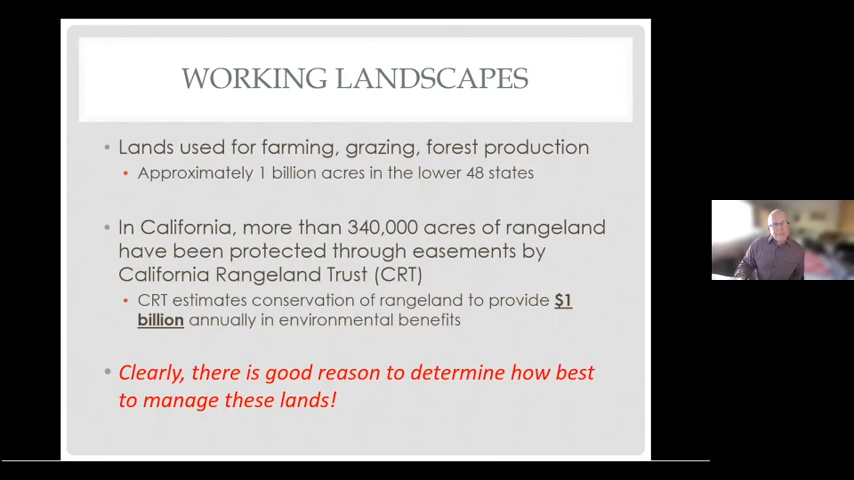 WORKING LANDSCAPES
• Lands used for farming, grazing, forest production
• Approximately 1 billion acres in the lower 48 states
• In California, more than 340,000 acres of rangeland
have been protected through easements by
California Rangeland Trust (CRT)
• CRT estimates conservation of rangeland to provide $1
billion annually in environmental benefits
• Clearly, there is good reason to determine how best
to manage these lands!